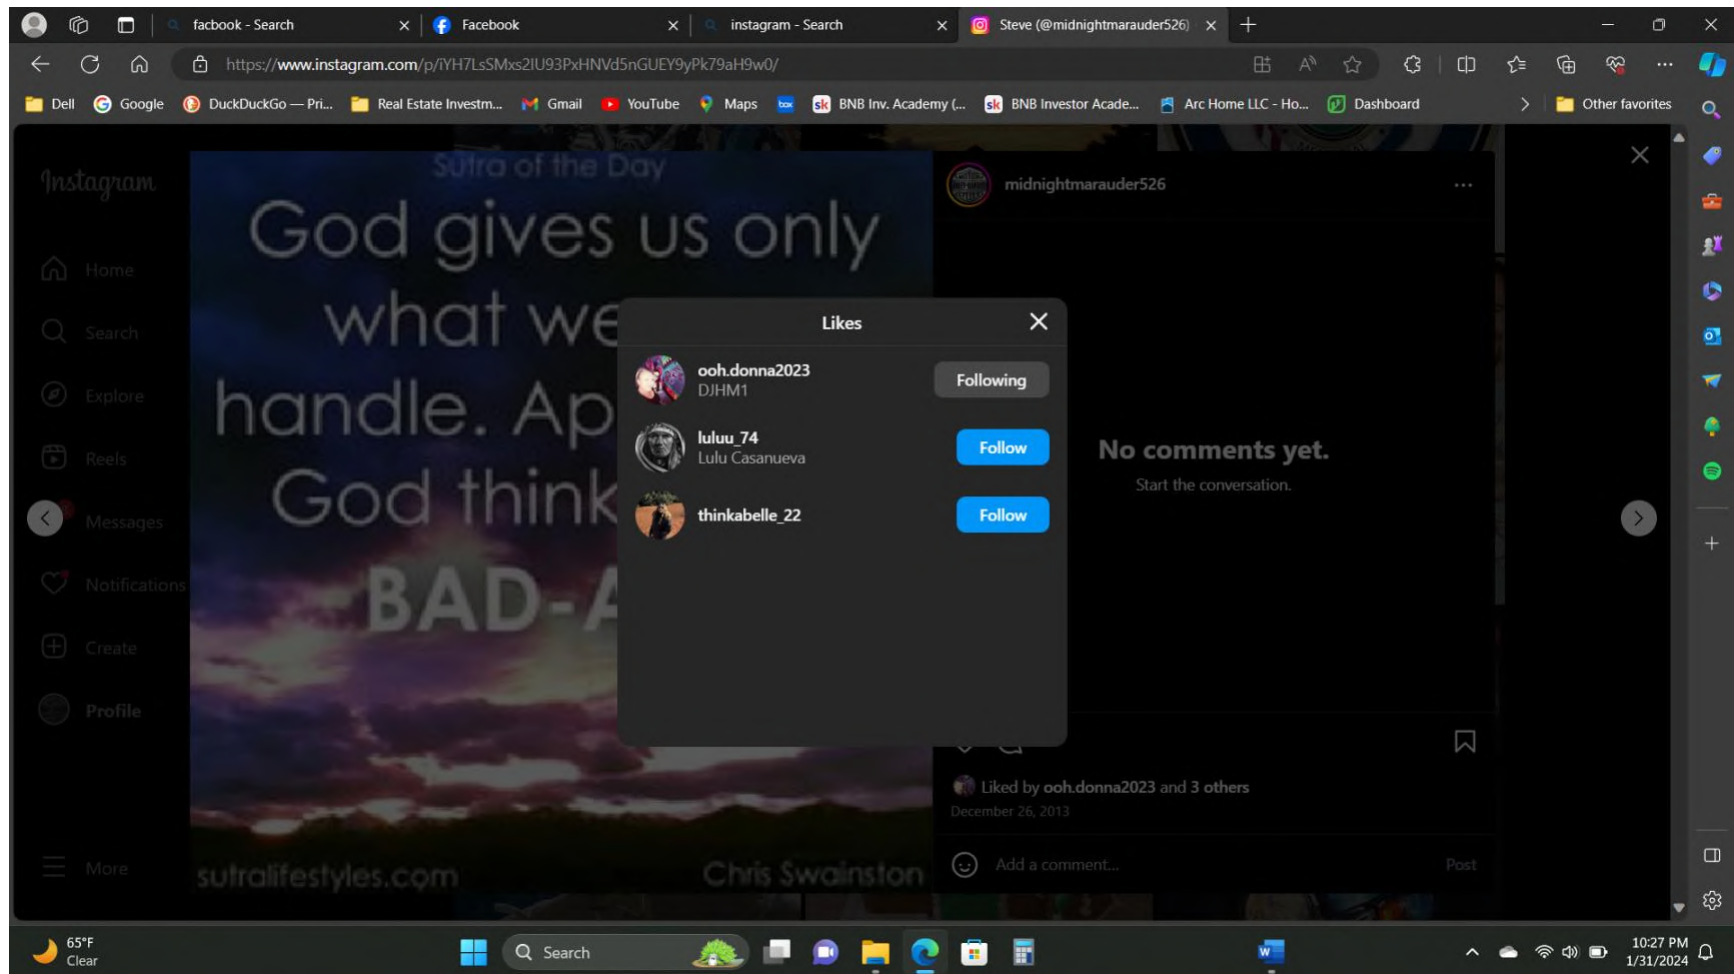 facbook - Search
Facebook
instagram - Search
Steve (@midnightmarauder526)
https://www.instagram.com/p/iYH7LsSMxs2IU93PxHNVd5nGUEY9yPk79aH9w0/
Dell
Google
DuckDuckGo — Pri...
Real Estate Investm...
Gmail
YouTube
Maps
box
sk
BNB Inv. Academy (...
sk
BNB Investor Acade...
Arc Home LLC - Ho...
Dashboard
Other favorites
Instagram
Home
Search
Explore
Reels
Messages
Notifications
Create
Profile
More
Sutra of the Day
God gives us only
what we
handle. Ap
God think
BAD-A
sutralifestyles.com
Chris Swainston
midnightmarauder526
Likes
ooh.donna2023
DJHM1
Following
luluu_74
Lulu Casanueva
Follow
thinkabelle_22
Follow
No comments yet.
Start the conversation.
Liked by ooh.donna2023 and 3 others
December 26, 2013
Add a comment...
Post
65°F
Clear
Search
10:27 PM
1/31/2024